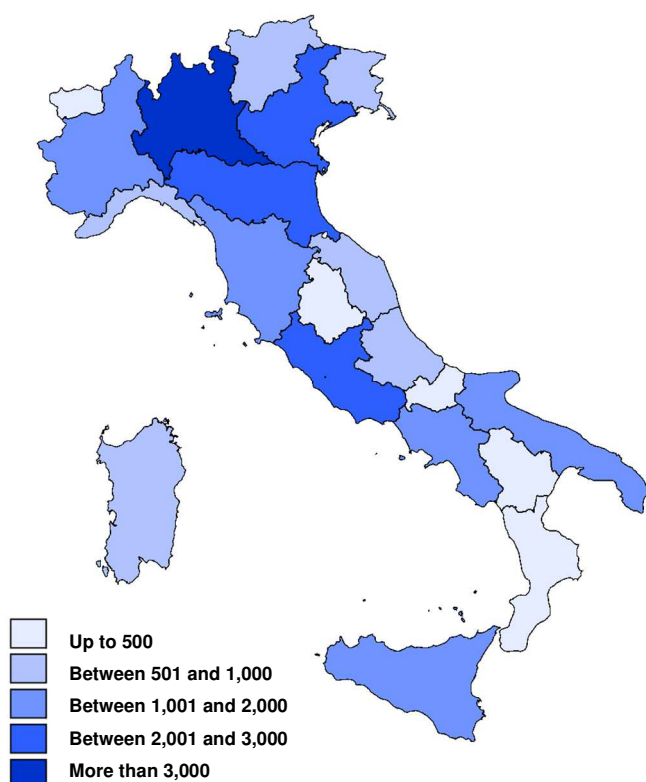 Up to 500
Between 501 and 1,000
Between 1,001 and 2,000
Between 2,001 and 3,000
More than 3,000